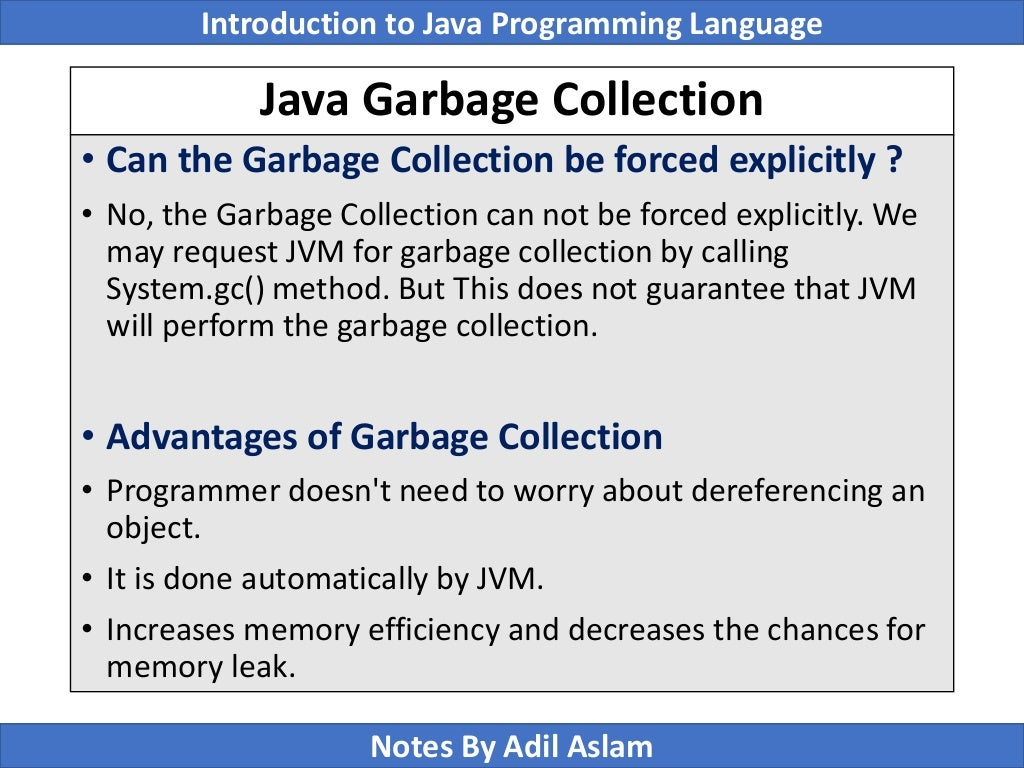 Introduction to Java Programming Language
Java Garbage Collection
• Can the Garbage Collection be forced explicitly ?
• No, the Garbage Collection can not be forced explicitly. We
may request JVM for garbage collection by calling
System.gc() method. But This does not guarantee that JVM
will perform the garbage collection.
• Advantages of Garbage Collection
• Programmer doesn't need to worry about dereferencing an
object.
• It is done automatically by JVM.
• Increases memory efficiency and decreases the chances for
memory leak.
Notes By Adil Aslam